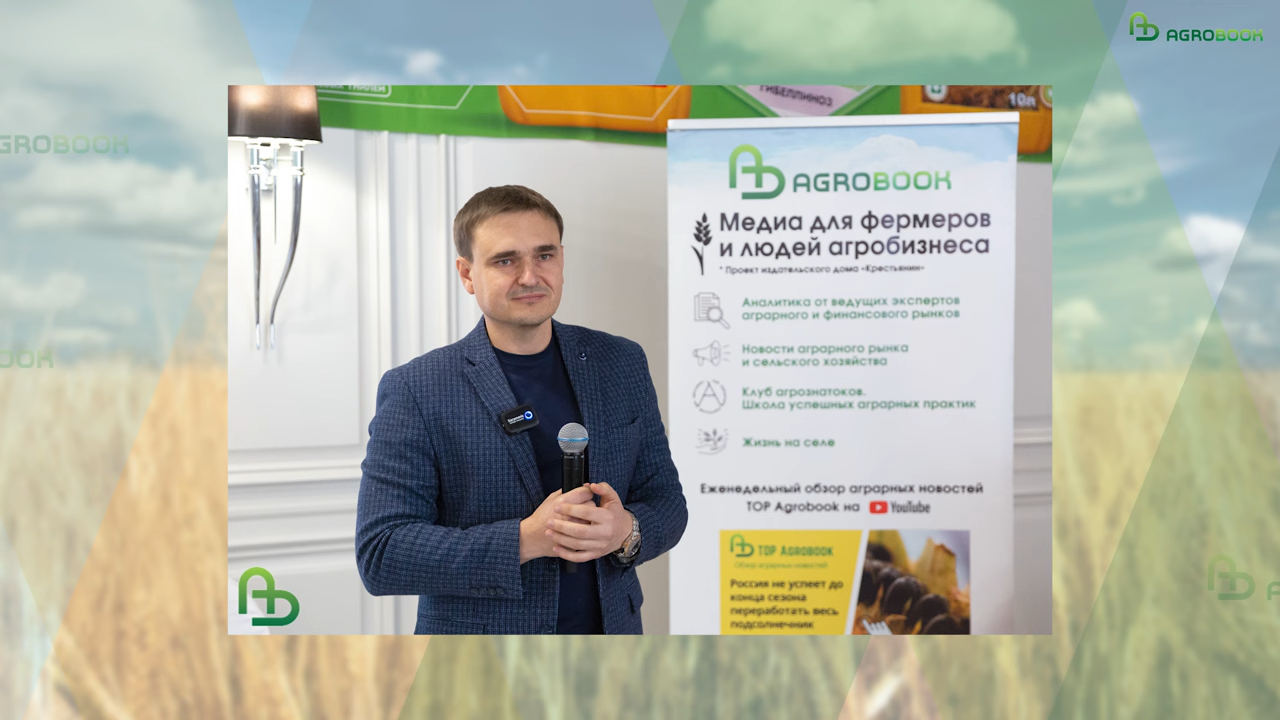 AGROBOOK
GROBOOK
OOK
ГИБЕЛЛИНОЗ
10л
AGROBOOK
Медиа для фермеров
и людей агробизнеса
* Проект издательского дома «Крестьянин»
Аналитика от ведущих экспертов
аграрного и финансового рынков
Новости аграрного рынка
и сельского хозяйства
Клуб агрознатоков.
Школа успешных аграрных практик
Жизнь на селе
Еженедельный обзор аграрных новостей
TOP Agrobook на YouTube
TOP AGROBOOK
Обзор аграрных новостей
Россия не успеет до
конца сезона
переработать весь
подсолнечник